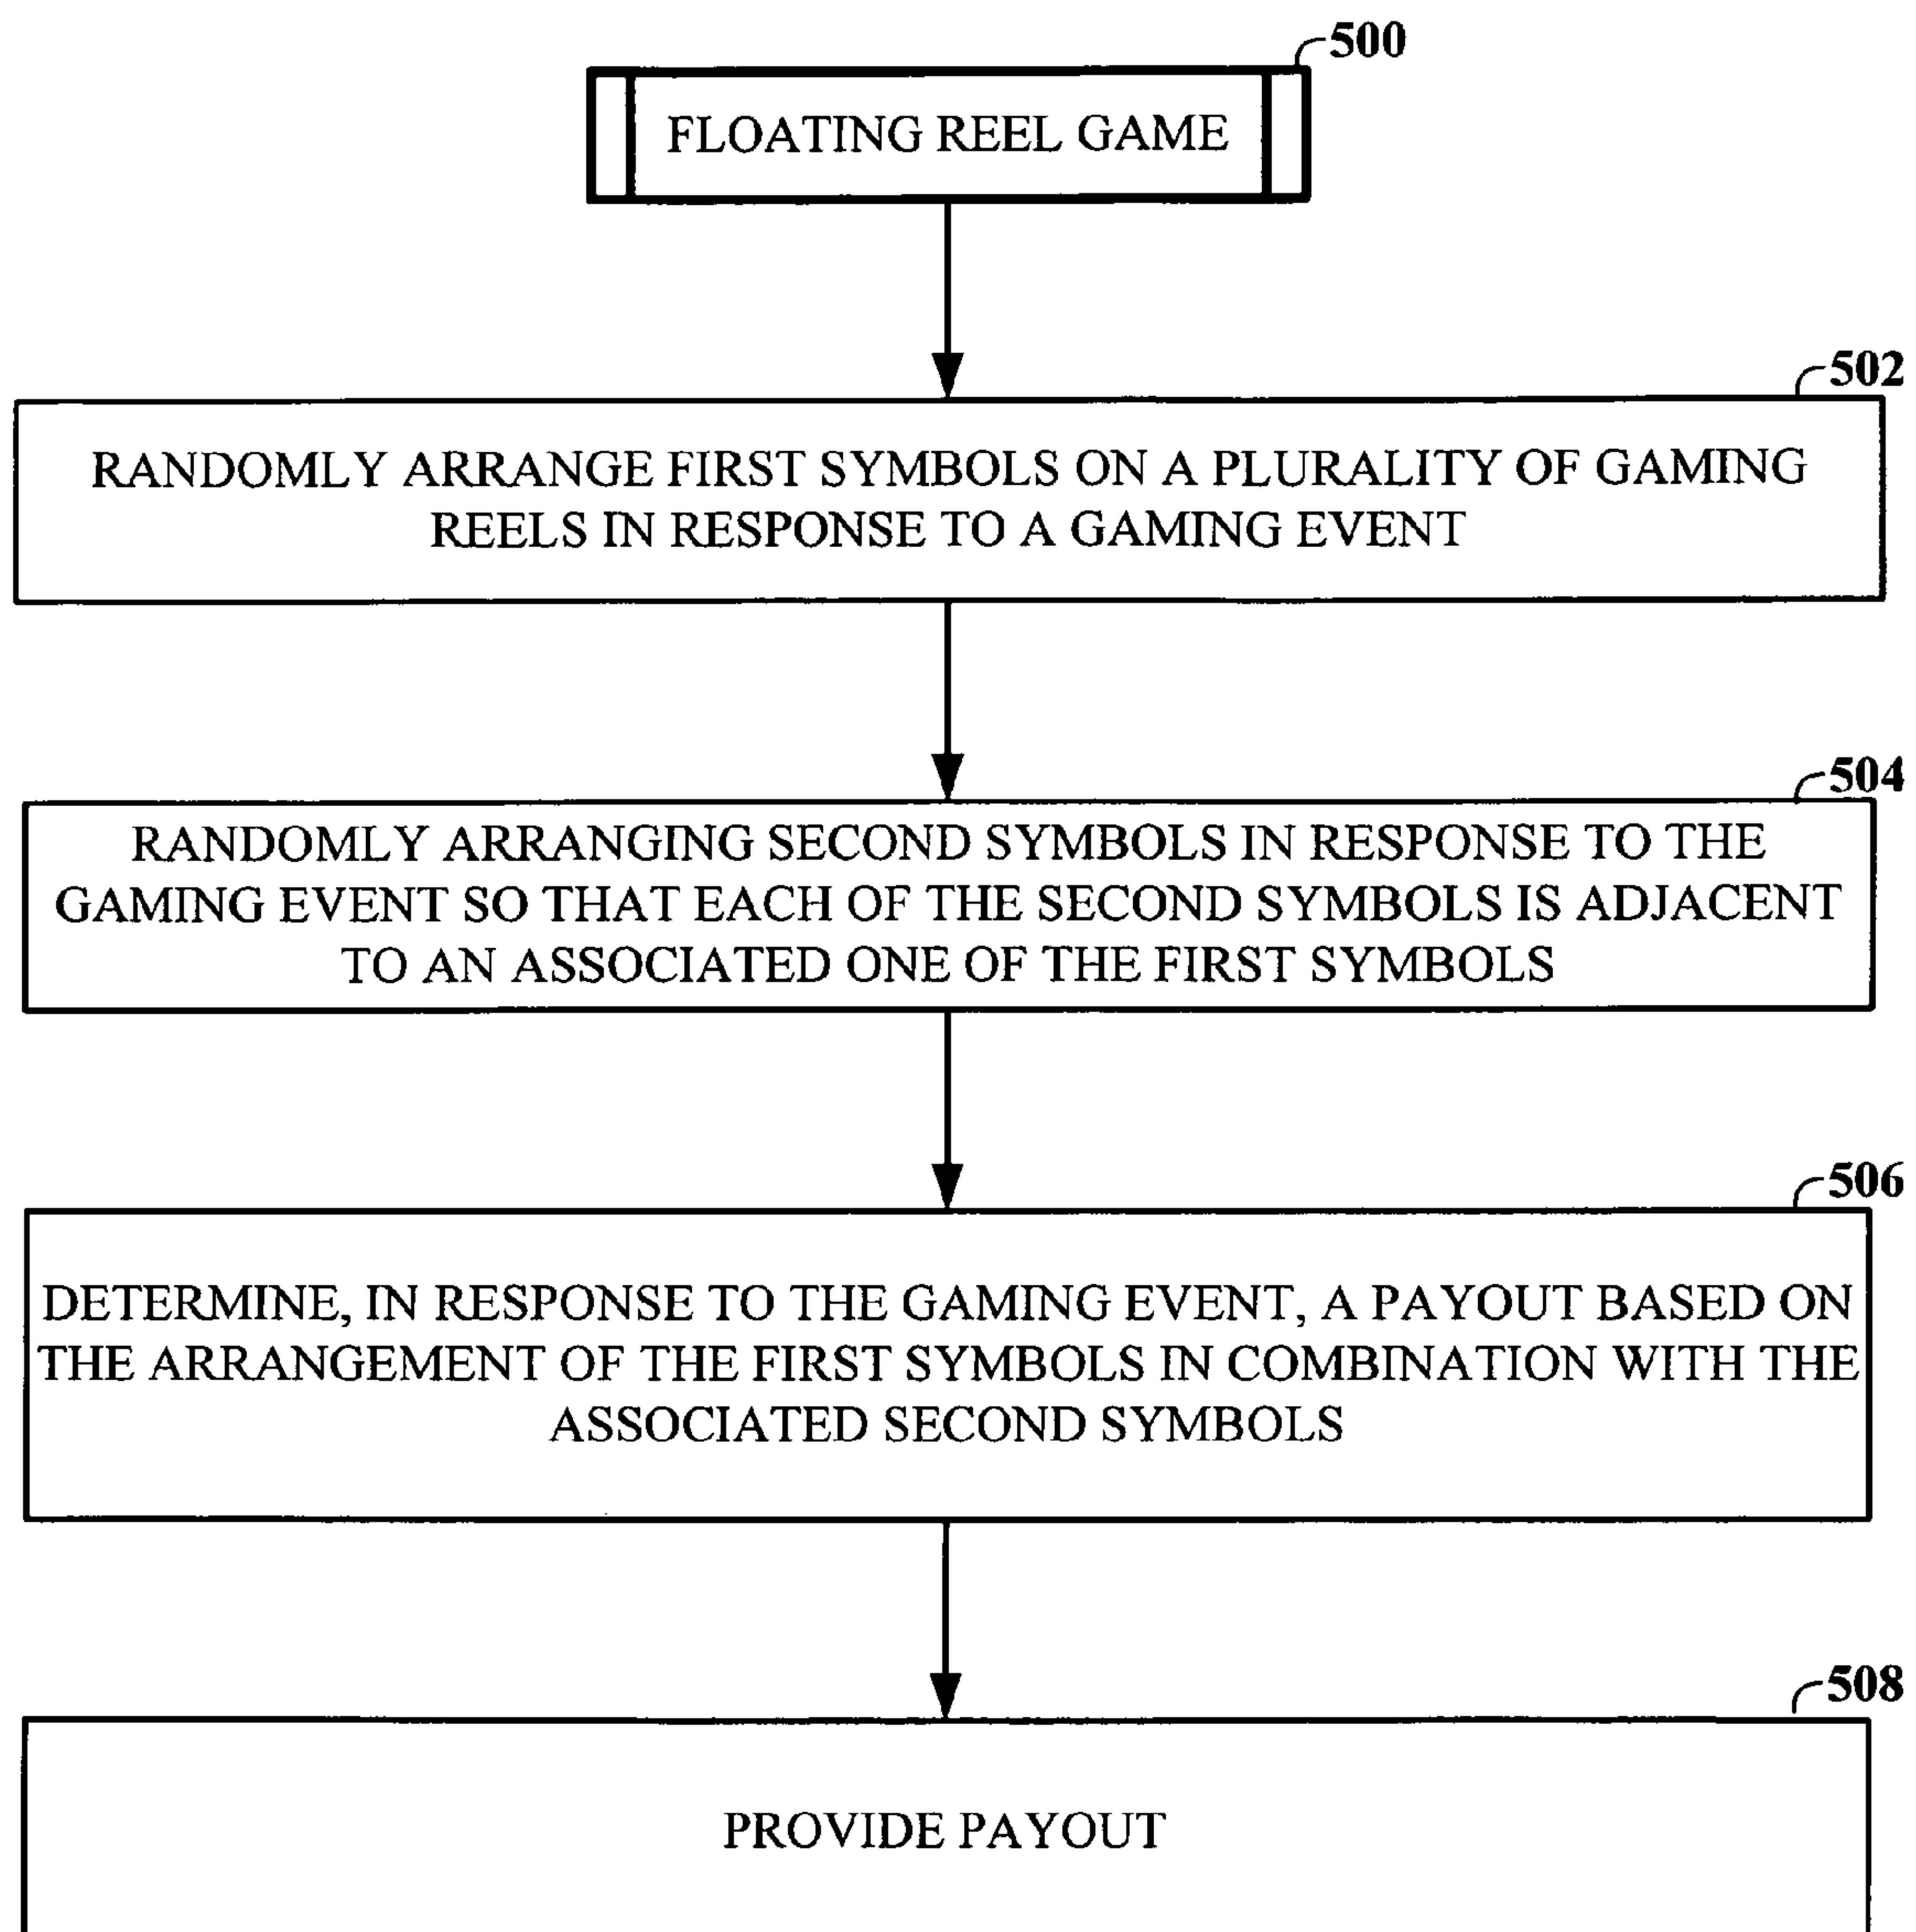 500
FLOATING REEL GAME
502
RANDOMLY ARRANGE FIRST SYMBOLS ON A PLURALITY OF GAMING
REELS IN RESPONSE TO A GAMING EVENT
504
RANDOMLY ARRANGING SECOND SYMBOLS IN RESPONSE TO THE
GAMING EVENT SO THAT EACH OF THE SECOND SYMBOLS IS ADJACENT
TO AN ASSOCIATED ONE OF THE FIRST SYMBOLS
506
DETERMINE, IN RESPONSE TO THE GAMING EVENT, A PAYOUT BASED ON
THE ARRANGEMENT OF THE FIRST SYMBOLS IN COMBINATION WITH THE
ASSOCIATED SECOND SYMBOLS
508
PROVIDE PAYOUT